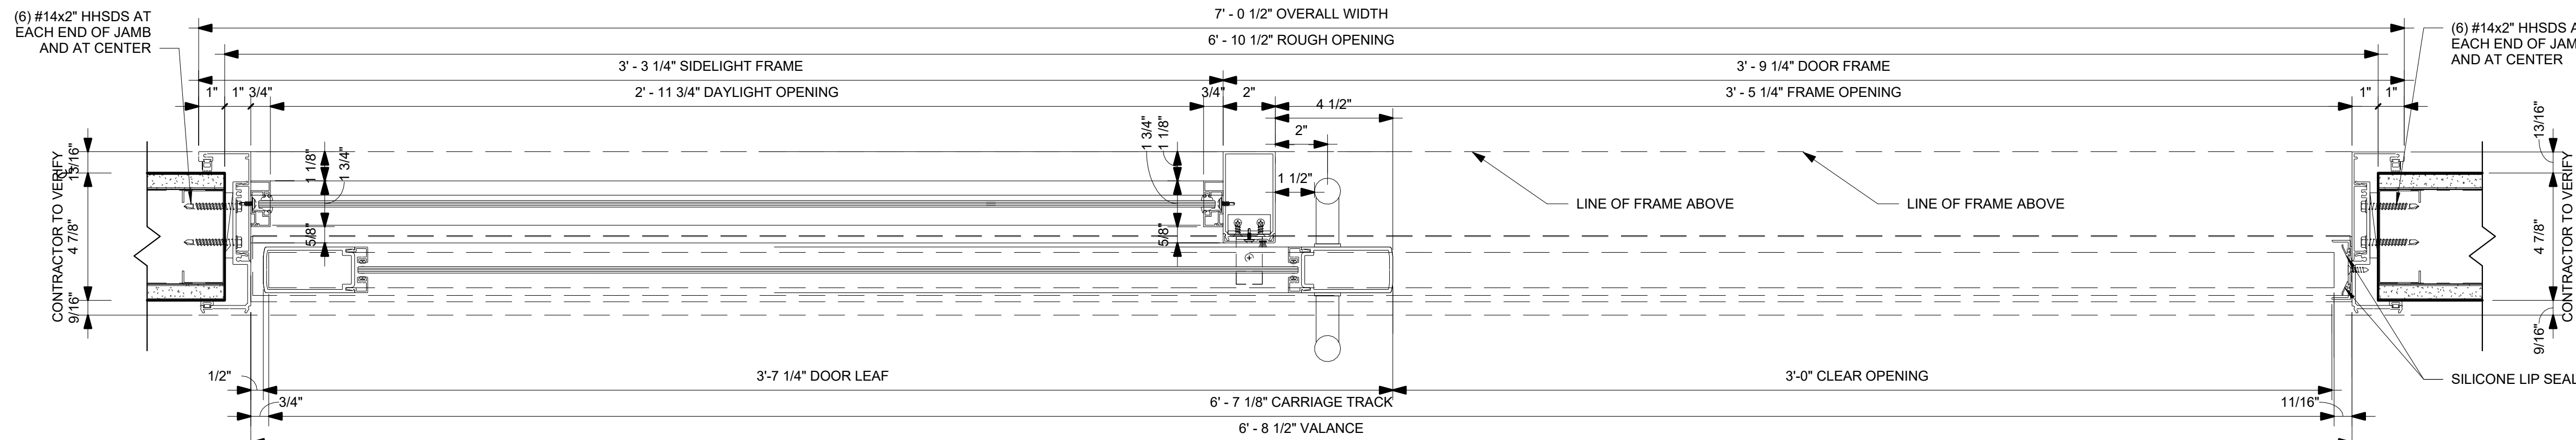 (6) #14x2" HHSDS AT
EACH END OF JAMB
AND AT CENTER
7' - 0 1/2" OVERALL WIDTH
6' - 10 1/2" ROUGH OPENING
3' - 3 1/4" SIDELIGHT FRAME
3' - 9 1/4" DOOR FRAME
(6) #14x2" HHSDS A
EACH END OF JAM
AND AT CENTER
1"
1"
3/4"
2' - 11 3/4" DAYLIGHT OPENING
3/4"
2"
4 1/2"
3' - 5 1/4" FRAME OPENING
1"
1"
2"
1 1/2"
CONTRACTOR TO VERIFY
13/16"
4 7/8"
9/16"
1 1/8"
1 3/4"
5/8"
1 3/4"
1 1/8"
5/8"
LINE OF FRAME ABOVE
LINE OF FRAME ABOVE
13/16"
4 7/8"
9/16"
CONTRACTOR TO VERIFY
1/2"
3'-7 1/4" DOOR LEAF
3'-0" CLEAR OPENING
SILICONE LIP SEAL
3/4"
6' - 7 1/8" CARRIAGE TRACK
11/16"
6' - 8 1/2" VALANCE